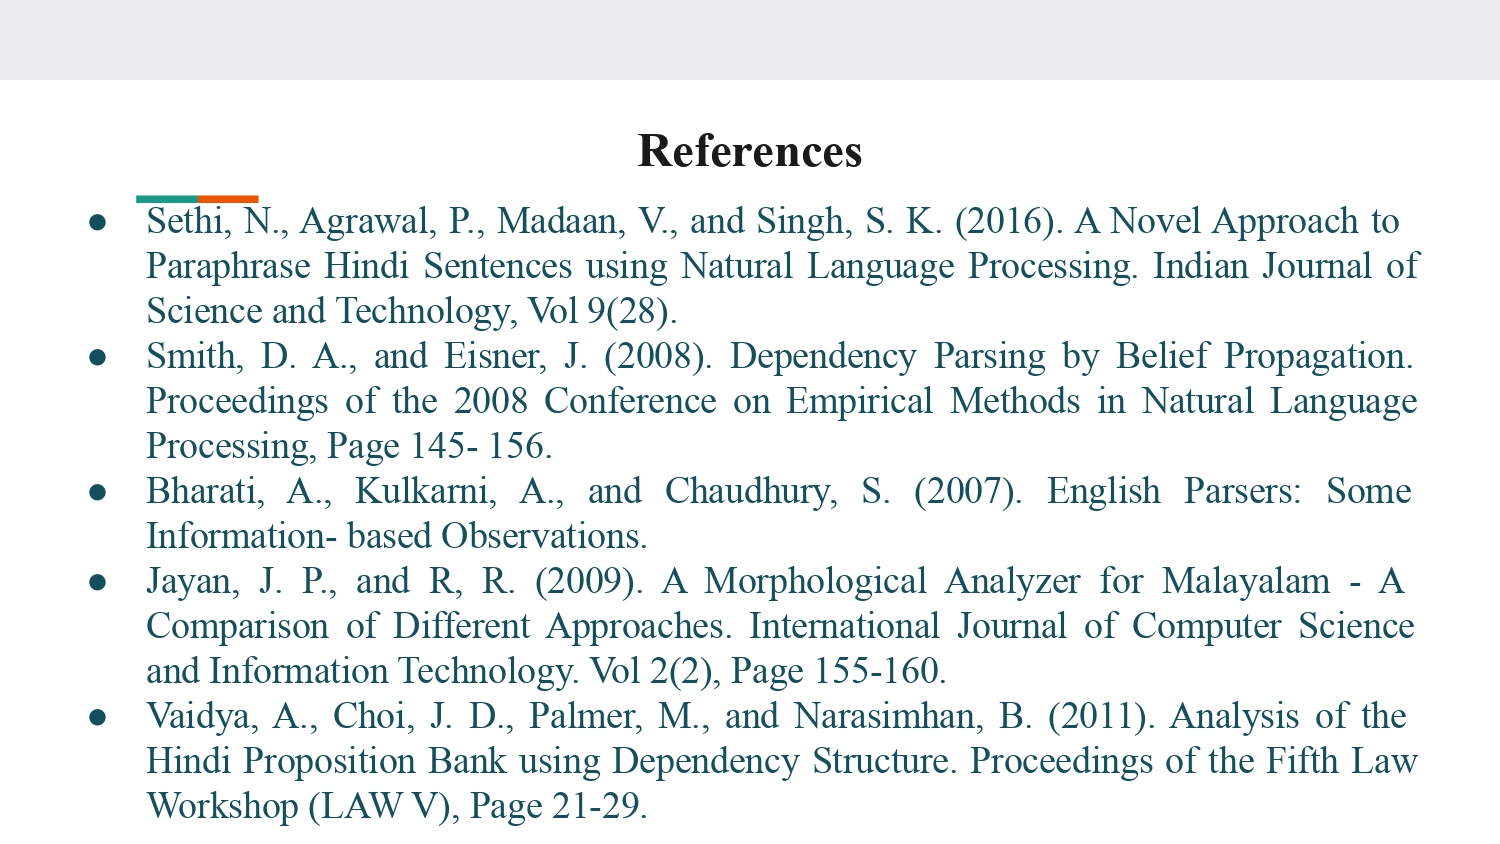 References
● Sethi, N., Agrawal, P., Madaan, V., and Singh, S. K. (2016). A Novel Approach to
Paraphrase Hindi Sentences using Natural Language Processing. Indian Journal of
Science and Technology, Vol 9(28).
● Smith, D. A., and Eisner, J. (2008). Dependency Parsing by Belief Propagation.
Proceedings of the 2008 Conference on Empirical Methods in Natural Language
Processing, Page 145- 156.
● Bharati, A., Kulkarni, A., and Chaudhury, S. (2007). English Parsers: Some
Information- based Observations.
● Jayan, J. P., and R, R. (2009). A Morphological Analyzer for Malayalam - A
Comparison of Different Approaches. International Journal of Computer Science
and Information Technology. Vol 2(2), Page 155-160.
● Vaidya, A., Choi, J. D., Palmer, M., and Narasimhan, B. (2011). Analysis of the
Hindi Proposition Bank using Dependency Structure. Proceedings of the Fifth Law
Workshop (LAW V), Page 21-29.